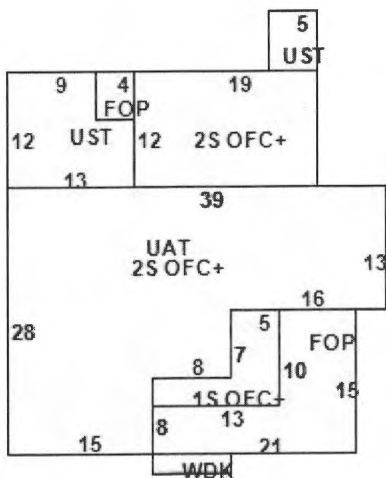 5
UST
9 4 19
FOP
12 UST 12 2S OFC+
13
39
UAT
2S OFC+
13
16
5
FOP
28
7
8 10
1S OFC+ 15
13
8
15 21
WDK